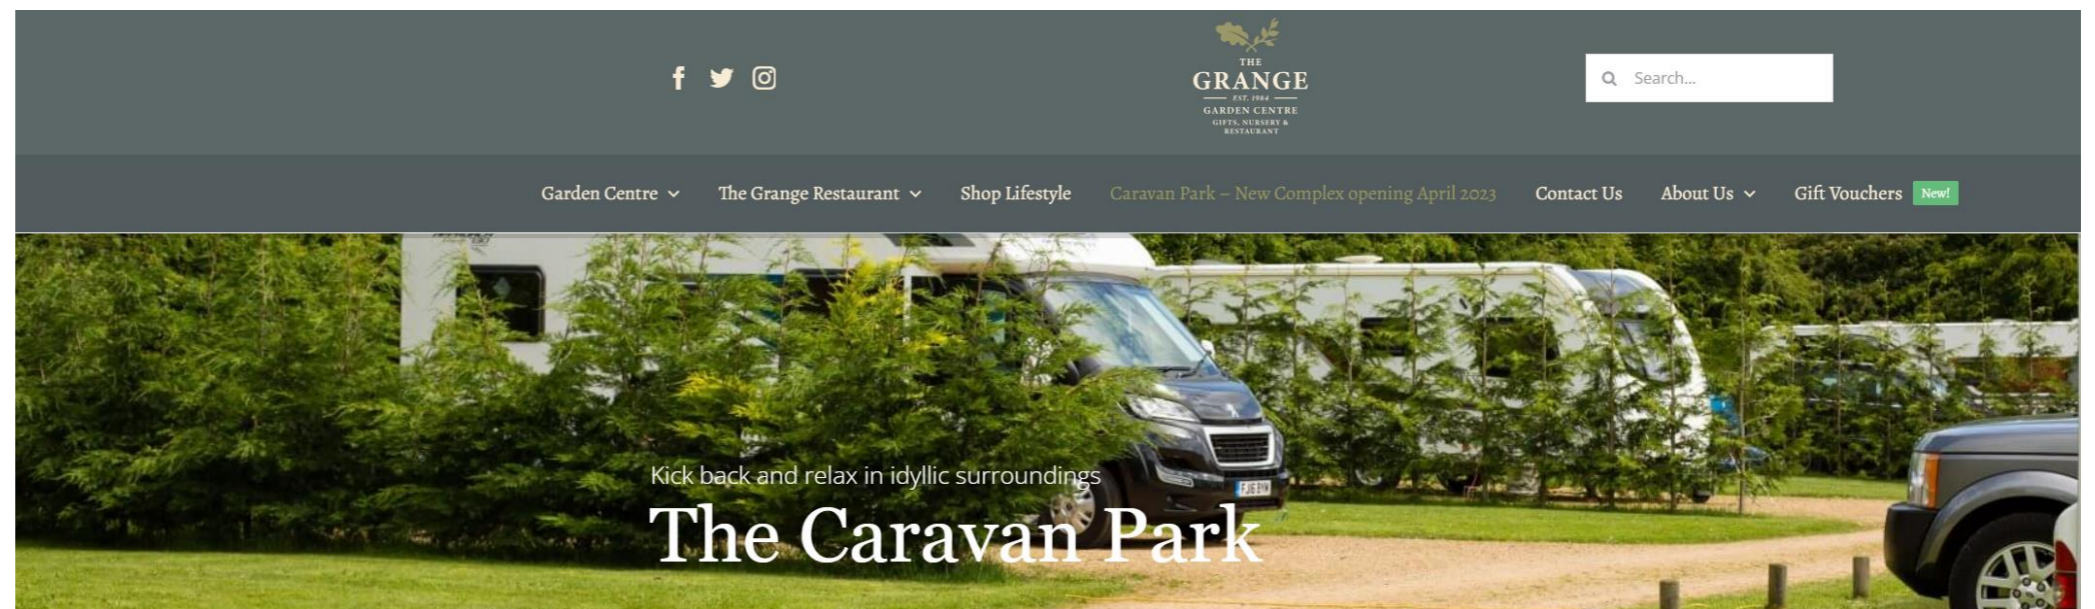 THE
GRANGE
EST. 1984
GARDEN CENTRE
GIFTS, NURSERY &
RESTAURANT
Search...
Garden Centre The Grange Restaurant Shop Lifestyle Caravan Park – New Complex opening April 2023 Contact Us About Us Gift Vouchers New!
Kick back and relax in idyllic surroundings
The Caravan Park